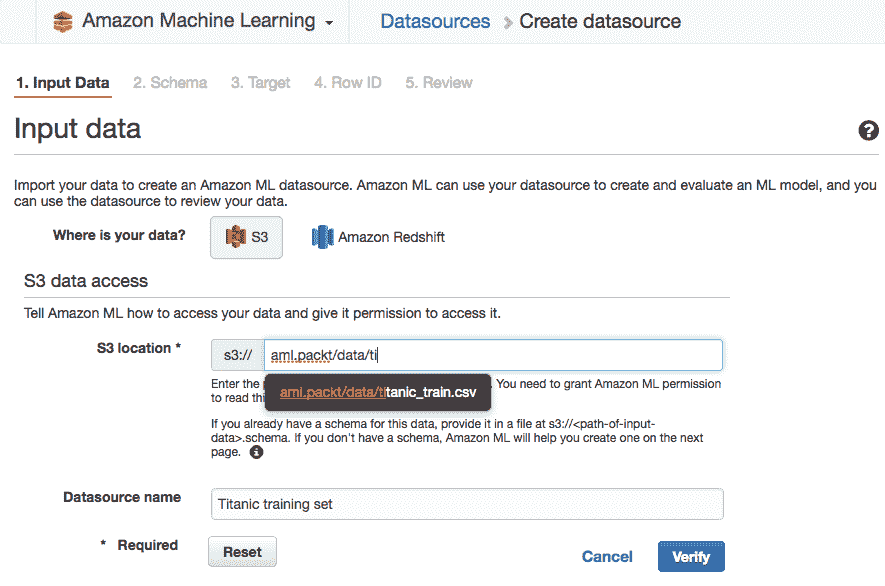 Amazon Machine Learning
Datasources > Create datasource
1. Input Data 2. Schema 3. Target 4. Row ID 5. Review
Input data
?
Import your data to create an Amazon ML datasource. Amazon ML can use your datasource to create and evaluate an ML model, and you
can use the datasource to review your data.
Where is your data? S3 Amazon Redshift
S3 data access
Tell Amazon ML how to access your data and give it permission to access it.
S3 location * s3:// aml.packt/data/ti
Enter the . You need to grant Amazon ML permission
aml.packt/data/titanic_train.csv
to read
If you already have a schema for this data, provide it in a file at s3://<path-of-input-
data>.schema. If you don't have a schema, Amazon ML will help you create one on the next
page. i
Datasource name Titanic training set
* Required Reset Cancel Verify